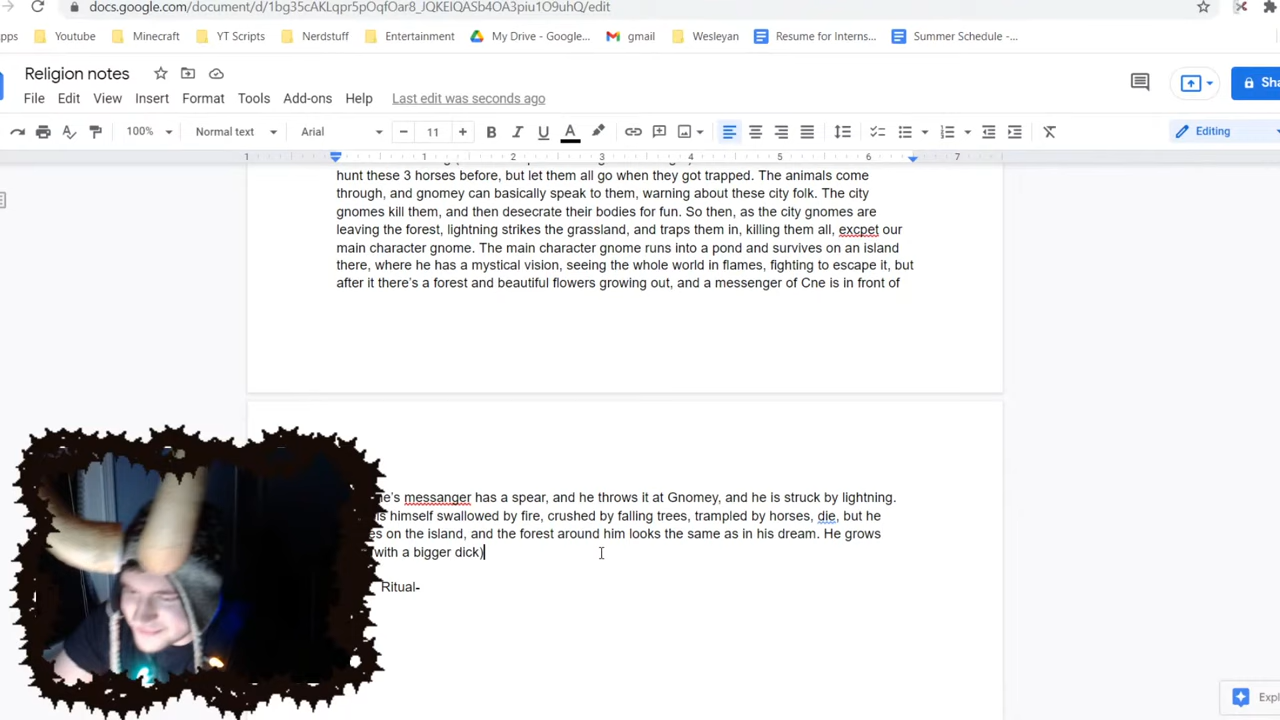 docs.google.com/document/d/1bg35cAKLqpr5pOqfOar8_JQKEIQASb4OA3piu1O9uhQ/edit
Youtube Minecraft YT Scripts Nerdstuff Entertainment My Drive - Google... gmail Wesleyan Resume for Interns... Summer Schedule -...
Religion notes
File Edit View Insert Format Tools Add-ons Help Last edit was seconds ago
100% Normal text Arial 11 Editing
1 1 2 3 4 5 6 7
hunt these 3 horses before, but let them all go when they got trapped. The animals come
through, and gnomey can basically speak to them, warning about these city folk. The city
gnomes kill them, and then desecrate their bodies for fun. So then, as the city gnomes are
leaving the forest, lightning strikes the grassland, and traps them in, killing them all, excpet our
main character gnome. The main character gnome runs into a pond and survives on an island
there, where he has a mystical vision, seeing the whole world in flames, fighting to escape it, but
after it there's a forest and beautiful flowers growing out, and a messenger of Cne is in front of
messanger has a spear, and he throws it at Gnomey, and he is struck by lightning.
himself swallowed by fire, crushed by falling trees, trampled by horses, die, but he
on the island, and the forest around him looks the same as in his dream. He grows
with a bigger dick)
Ritual-